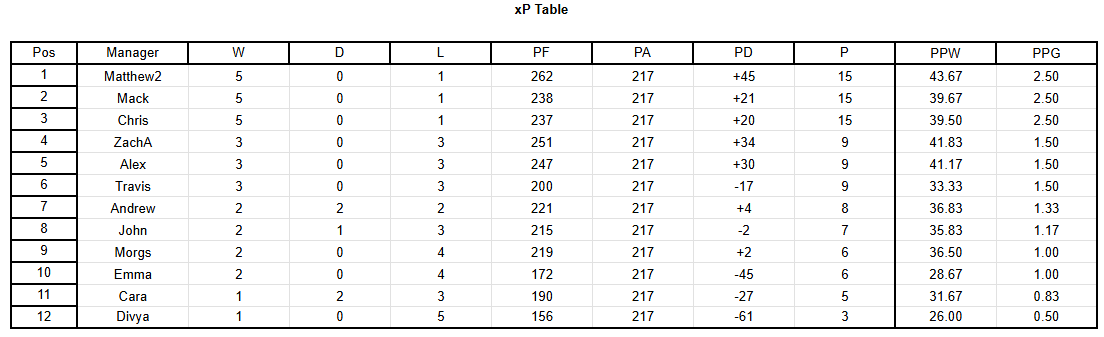 xP Table
Pos Manager W D L PF PA PD P PPW PPG
1 Matthew2 5 0 1 262 217 +45 15 43.67 2.50
2 Mack 5 0 1 238 217 +21 15 39.67 2.50
3 Chris 5 0 1 237 217 +20 15 39.50 2.50
4 ZachA 3 0 3 251 217 +34 9 41.83 1.50
5 Alex 3 0 3 247 217 +30 9 41.17 1.50
6 Travis 3 0 3 200 217 -17 9 33.33 1.50
7 Andrew 2 2 2 221 217 +4 8 36.83 1.33
8 John 2 1 3 215 217 -2 7 35.83 1.17
9 Morgs 2 0 4 219 217 +2 6 36.50 1.00
10 Emma 2 0 4 172 217 -45 6 28.67 1.00
11 Cara 1 2 3 190 217 -27 5 31.67 0.83
12 Divya 1 0 5 156 217 -61 3 26.00 0.50